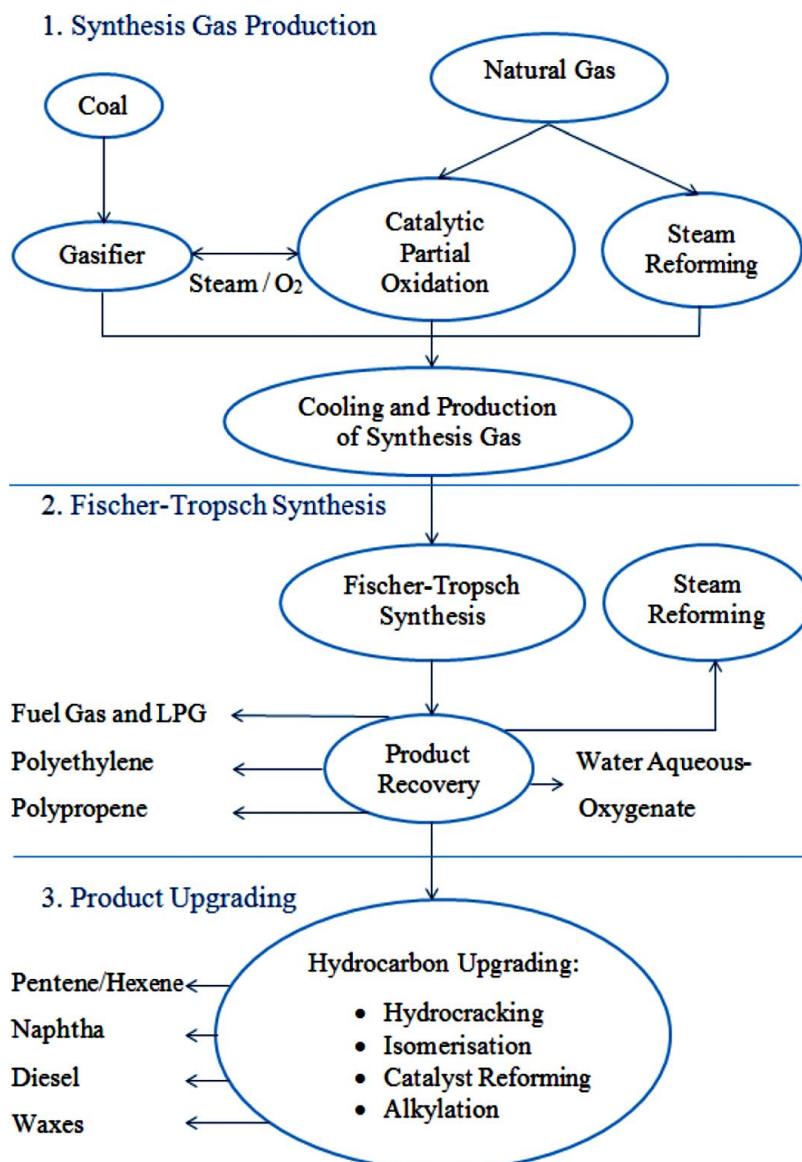 1. Synthesis Gas Production
Natural Gas
Coal
Catalytic
Partial
Oxidation
Steam
Reforming
Gasifier
Steam / O₂
Cooling and Production
of Synthesis Gas
2. Fischer-Tropsch Synthesis
Fischer-Tropsch
Synthesis
Steam
Reforming
Fuel Gas and LPG
Polyethylene
Polypropene
Product
Recovery
Water Aqueous-
Oxygenate
3. Product Upgrading
Hydrocarbon Upgrading:
• Hydrocracking
• Isomerisation
• Catalyst Reforming
• Alkylation
Pentene/Hexene
Naphtha
Diesel
Waxes